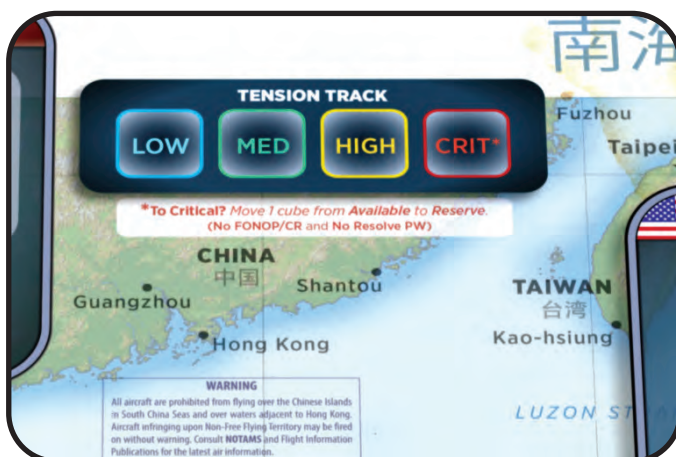 南海
TENSION TRACK
LOW MED HIGH CRIT*
Fuzhou
Taipei
*To Critical? Move 1 cube from Available to Reserve.
(No FONOP/CR and No Resolve PW)
CHINA
中国
Shantou
Guangzhou
TAIWAN
台湾
Kao-hsiung
Hong Kong
WARNING
All aircraft are prohibited from flying over the Chinese Islands
in South China Seas and over waters adjacent to Hong Kong.
Aircraft infringing upon Non-Free Flying Territory may be fired
on without warning. Consult NOTAMS and Flight Information
Publications for the latest air information.
LUZON